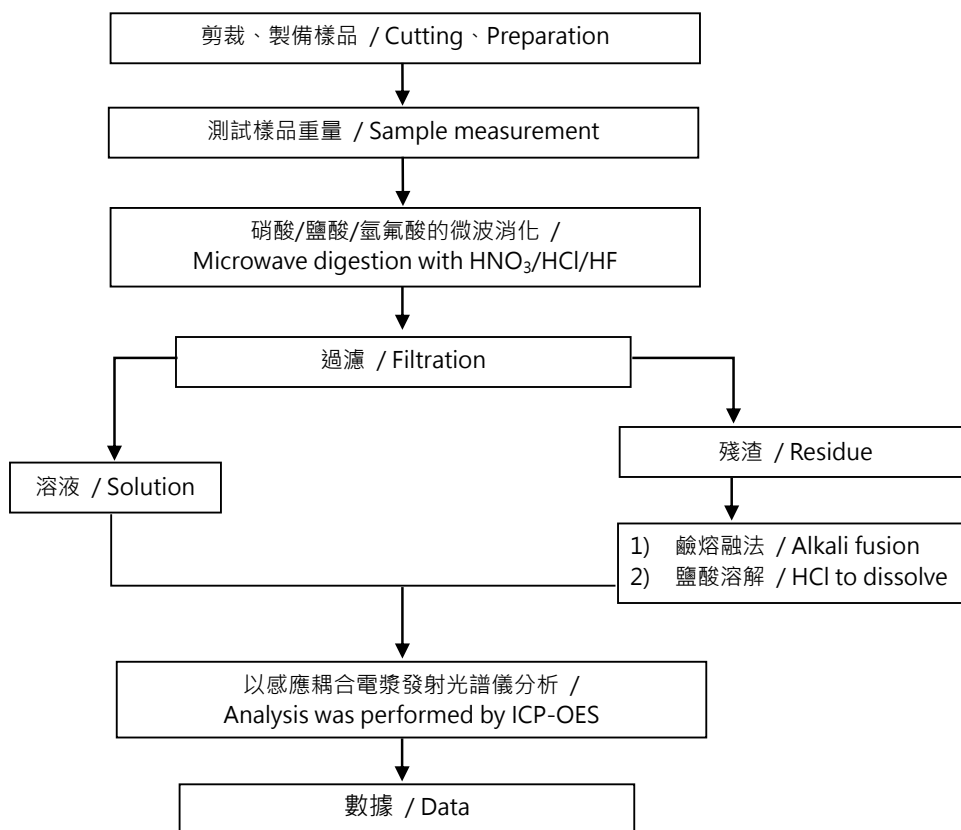 剪裁、製備樣品 / Cutting、Preparation
測試樣品重量 / Sample measurement
硝酸/鹽酸/氫氟酸的微波消化 /
Microwave digestion with HNO₃/HCl/HF
過濾 / Filtration
溶液 / Solution
殘渣 / Residue
1) 鹼熔融法 / Alkali fusion
2) 鹽酸溶解 / HCl to dissolve
以感應耦合電漿發射光譜儀分析 /
Analysis was performed by ICP-OES
數據 / Data